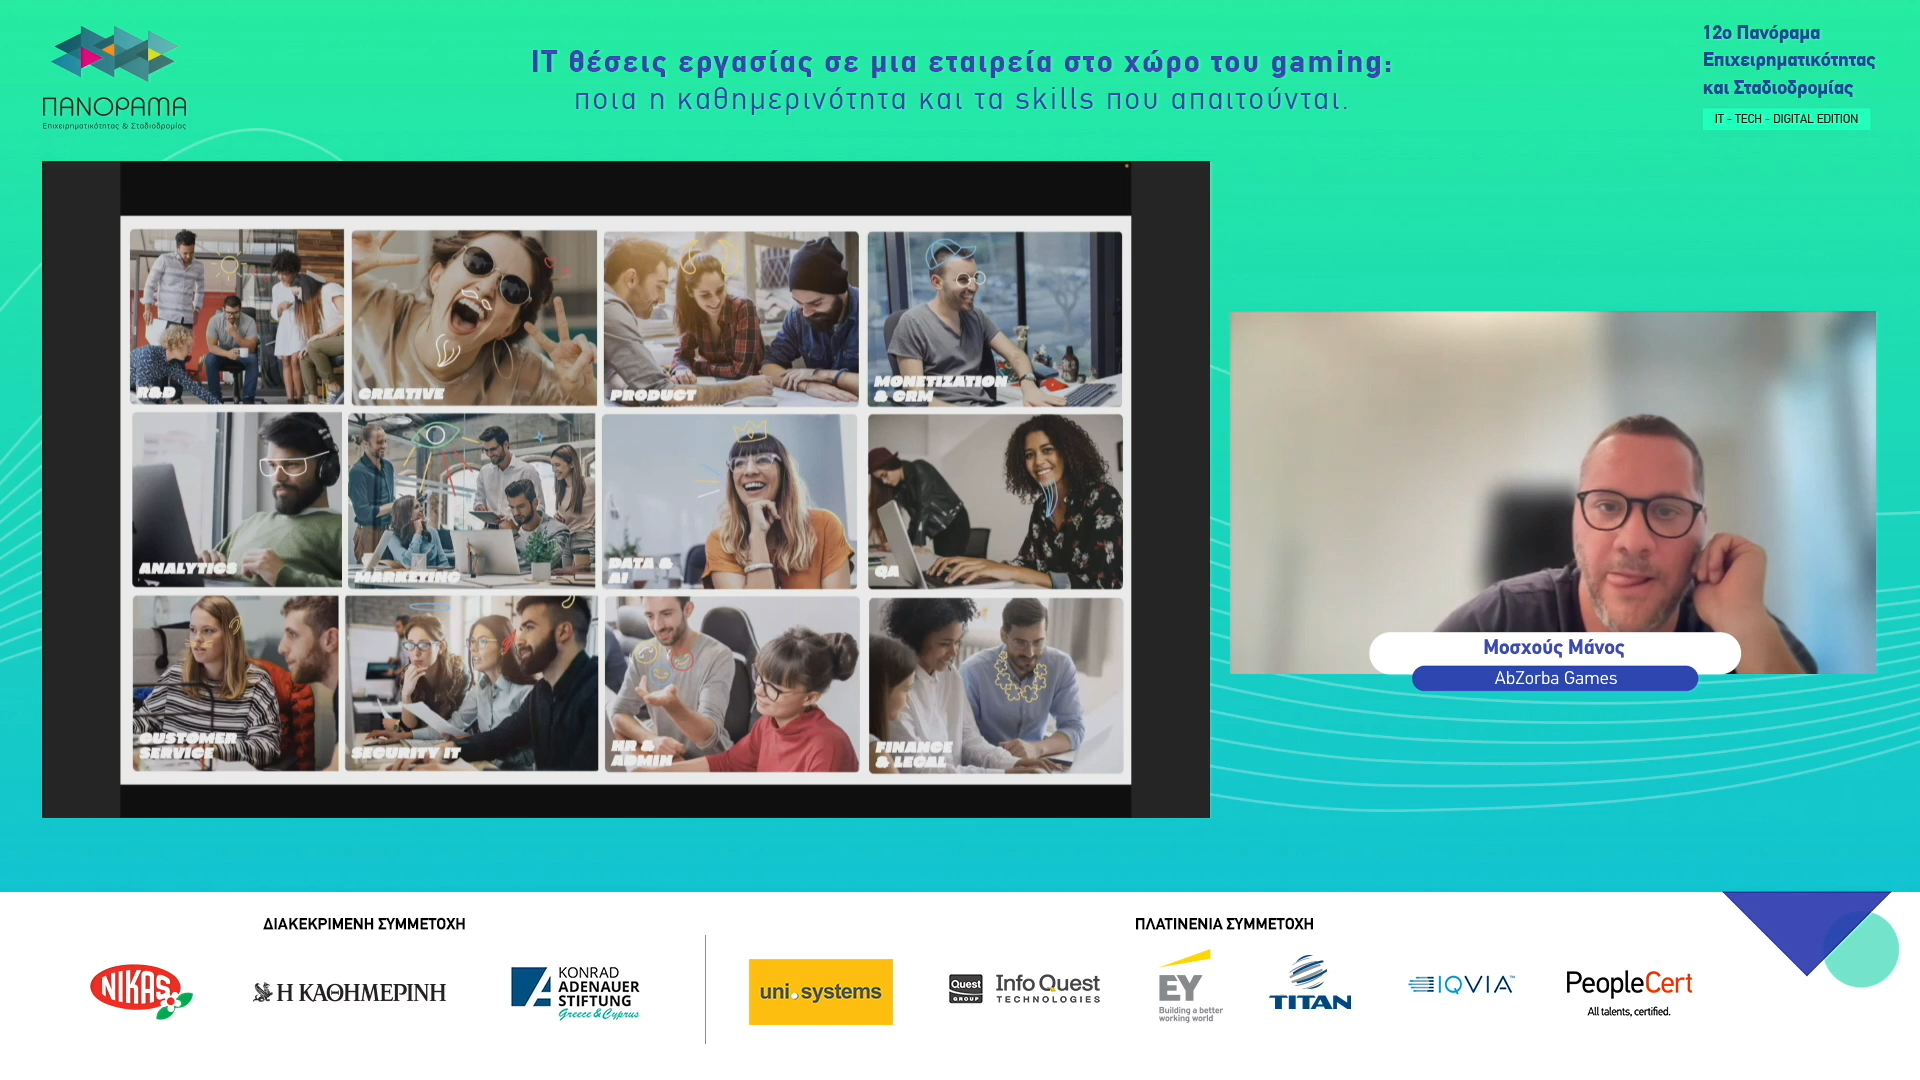 ΠΑΝΟΡΑΜΑ
Επιχειρηματικότητας & Σταδιοδρομίας
IT θέσεις εργασίας σε μια εταιρεία στο χώρο του gaming:
ποια η καθημερινότητα και τα skills που απαιτούνται.
12ο Πανόραμα
Επιχειρηματικότητας
και Σταδιοδρομίας
IT - TECH - DIGITAL EDITION
R&D
CREATIVE
PRODUCT
MONETIZATION
& CRM
ANALYTICS
MARKETING
DATA &
AI
QA
CUSTOMER
SERVICE
SECURITY IT
HR &
ADMIN
FINANCE
& LEGAL
Μοσχούς Μάνος
AbZorba Games
ΔΙΑΚΕΚΡΙΜΕΝΗ ΣΥΜΜΕΤΟΧΗ
NIKAS
Η ΚΑΘΗΜΕΡΙΝΗ
KONRAD
ADENAUER
STIFTUNG
Greece & Cyprus
ΠΛΑΤΙΝΕΝΙΑ ΣΥΜΜΕΤΟΧΗ
uni.systems
Quest
GROUP
Info Quest
TECHNOLOGIES
EY
Building a better
working world
TITAN
IQVIA
PeopleCert
All talents, certified.